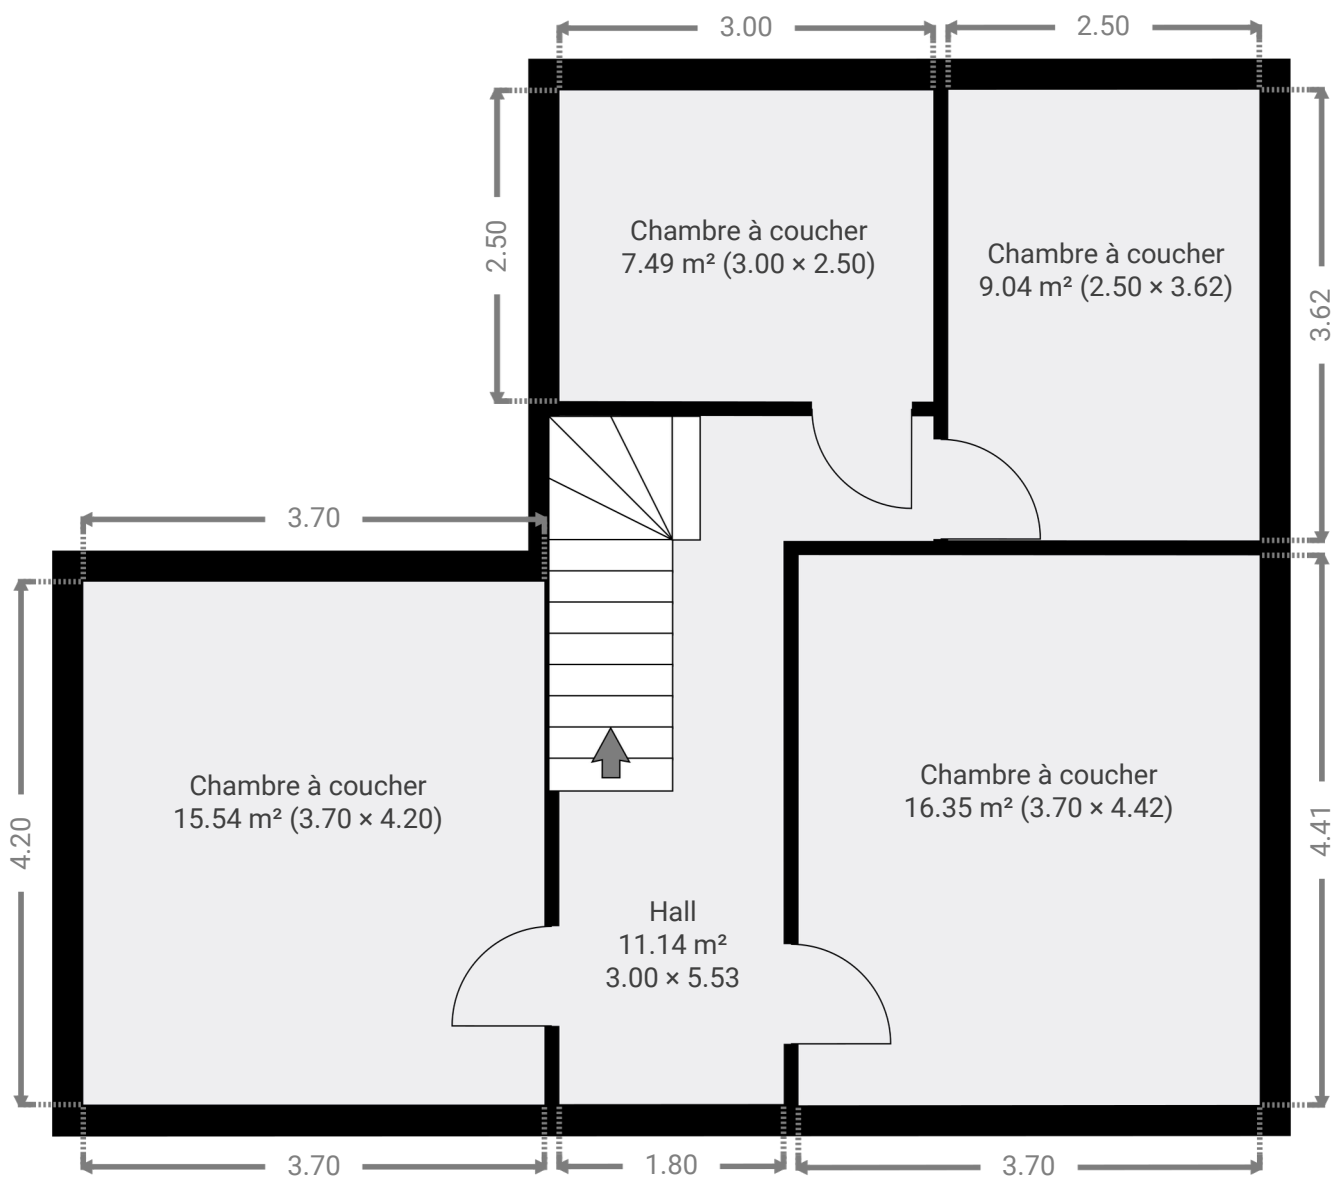 3.00
2.50
2.50
Chambre à coucher
7.49 m² (3.00 × 2.50)
Chambre à coucher
9.04 m² (2.50 × 3.62)
3.62
3.70
4.20
Chambre à coucher
15.54 m² (3.70 × 4.20)
Chambre à coucher
16.35 m² (3.70 × 4.42)
4.41
Hall
11.14 m²
3.00 × 5.53
3.70
1.80
3.70